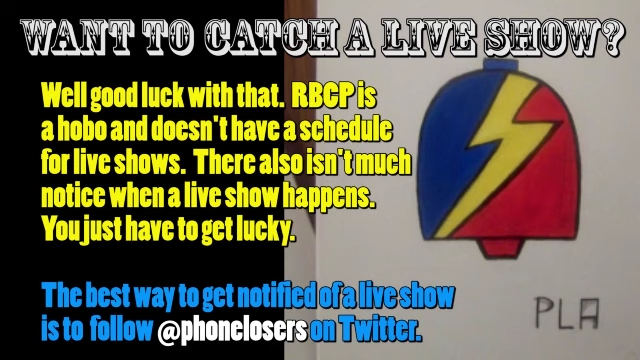 WANT TO CATCH A LIVE SHOW?
Well good luck with that. RBCP is
a hobo and doesn't have a schedule
for live shows. There also isn't much
notice when a live show happens.
You just have to get lucky.
The best way to get notified of a live show
is to follow @phonelosers on Twitter.
PLA